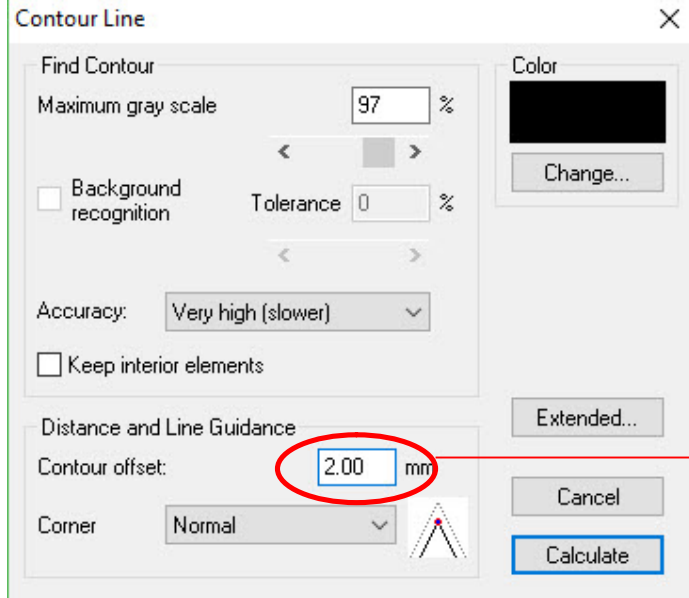 Contour Line
Find Contour
Maximum gray scale 97 %
Background
recognition
Tolerance 0 %
Accuracy: Very high (slower)
Keep interior elements
Distance and Line Guidance
Contour offset: 2.00 mm
Corner Normal
Color
Change...
Extended...
Cancel
Calculate